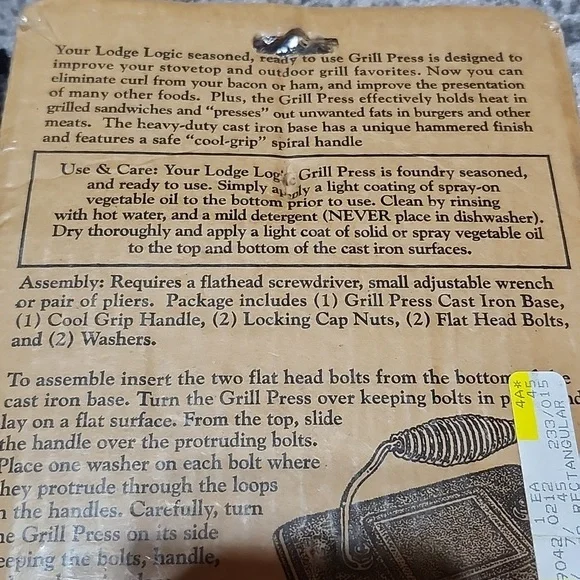 Your Lodge Logic seasoned, ready to use Grill Press is designed to
improve your stovetop and outdoor grill favorites. Now you can
eliminate curl from your bacon or ham, and improve the presentation
of many other foods. Plus, the Grill Press effectively holds heat in
grilled sandwiches and “presses” out unwanted fats in burgers and other
meats. The heavy-duty cast iron base has a unique hammered finish
and features a safe “cool-grip” spiral handle
Use & Care: Your Lodge Logic Grill Press is foundry seasoned,
and ready to use. Simply apply a light coating of spray-on
vegetable oil to the bottom prior to use. Clean by rinsing
with hot water, and a mild detergent (NEVER place in dishwasher).
Dry thoroughly and apply a light coat of solid or spray vegetable oil
to the top and bottom of the cast iron surfaces.
Assembly: Requires a flathead screwdriver, small adjustable wrench
or pair of pliers. Package includes (1) Grill Press Cast Iron Base,
(1) Cool Grip Handle, (2) Locking Cap Nuts, (2) Flat Head Bolts,
and (2) Washers.
To assemble insert the two flat head bolts from the bottom
cast iron base. Turn the Grill Press over keeping bolts in
lay on a flat surface. From the top, slide
the handle over the protruding bolts.
Place one washer on each bolt where
they protrude through the loops
in the handles. Carefully, turn
the Grill Press on its side
keeping the bolts, handle,
4A*
45
1 EA
2042 0212 233/015
7/ 45
RECTANGULAR